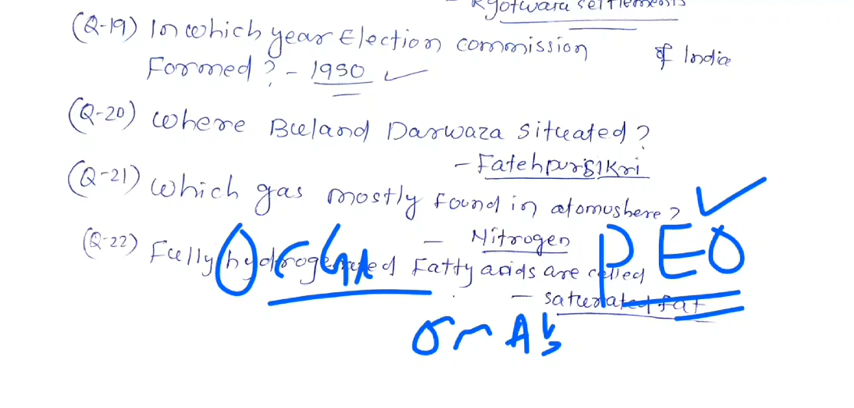 - Ryotwari settlements
(Q-19) In which year Election commission of India
Formed? - 1950
(Q-20) where Buland Darwaza situated?
- Fatehpur sikri
(Q-21) which gas mostly found in atomushere?
- Nitrogen
(Q-22) Fully hydrogenated Fatty acids are called
- saturated fat
PEO